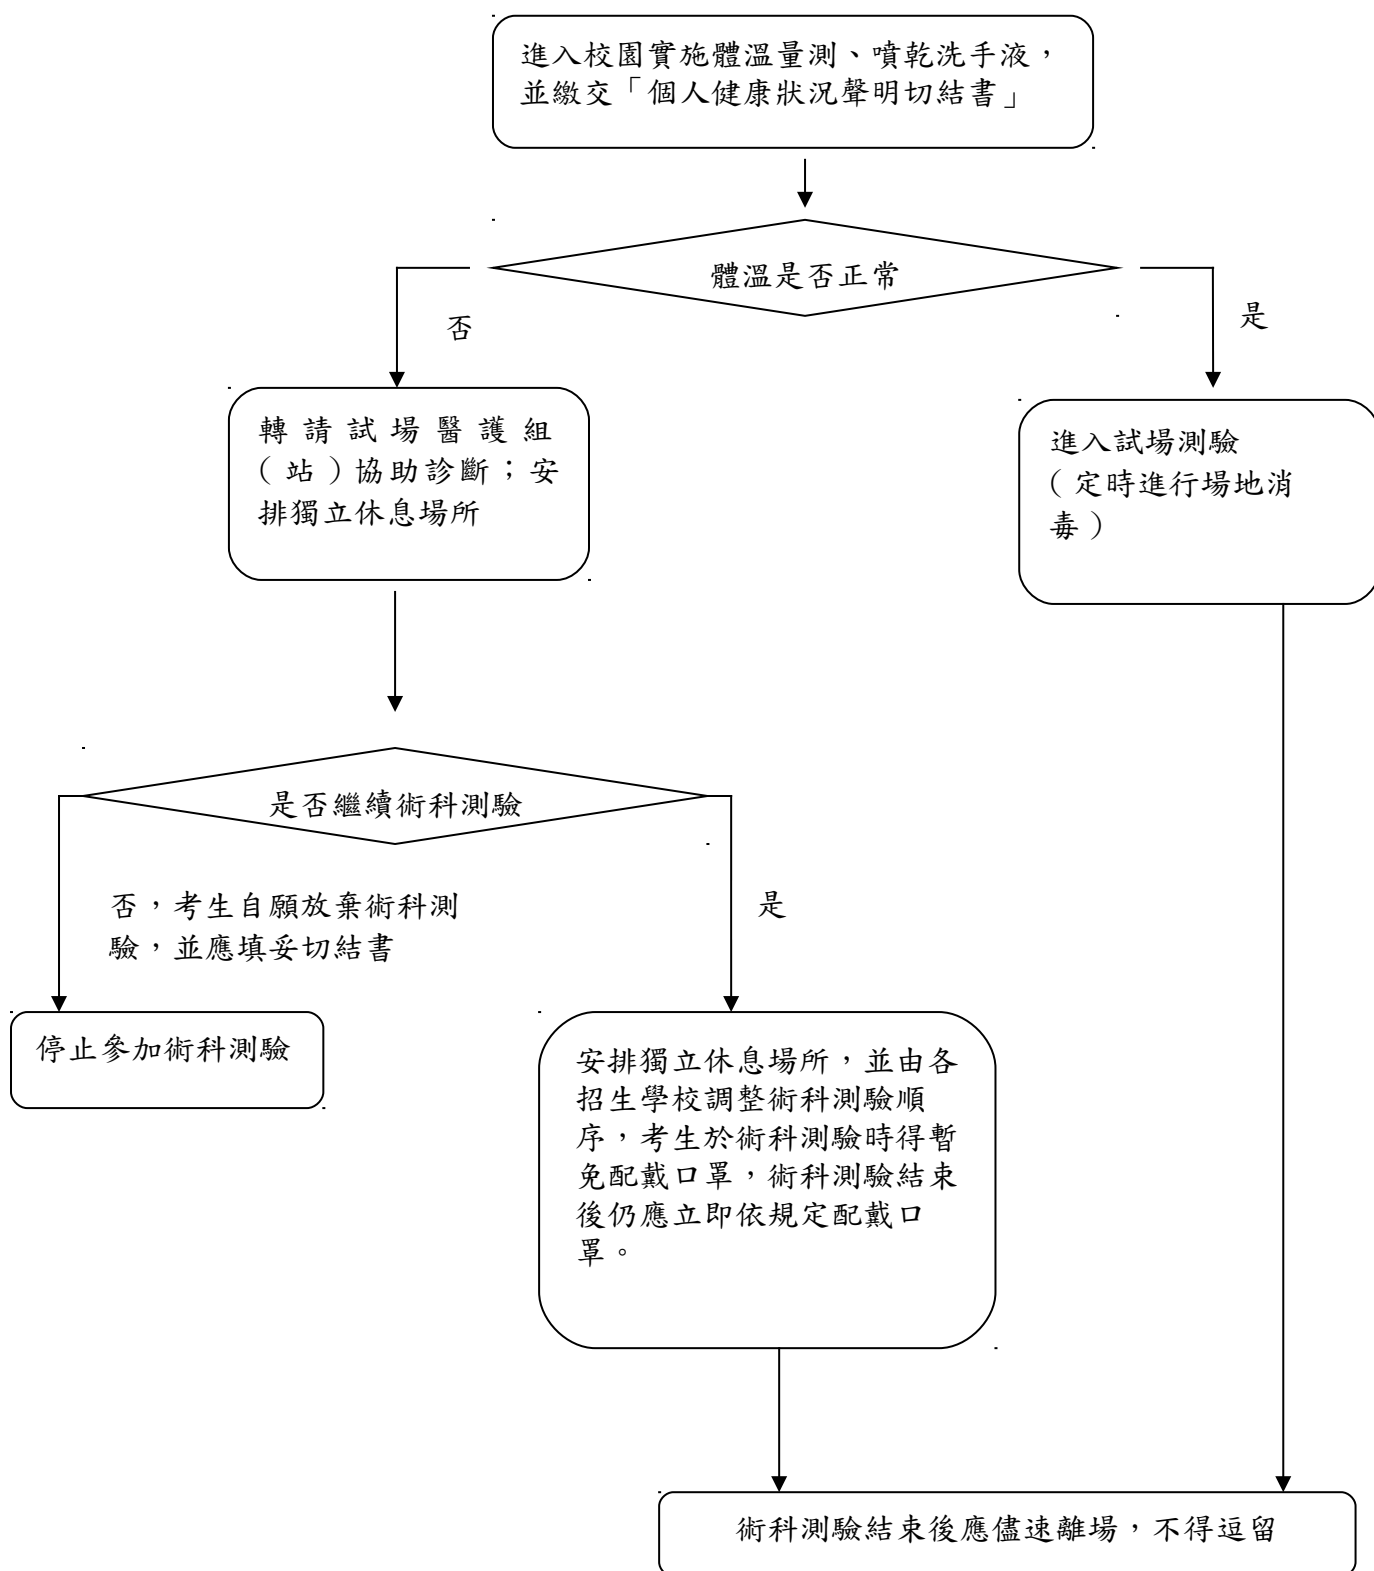 進入校園實施體溫量測、噴乾洗手液，
並繳交「個人健康狀況聲明切結書」
體溫是否正常
否
是
轉請試場醫護組
（站）協助診斷；安
排獨立休息場所
進入試場測驗
（定時進行場地消
毒）
是否繼續術科測驗
否，考生自願放棄術科測
驗，並應填妥切結書
是
停止參加術科測驗
安排獨立休息場所，並由各
招生學校調整術科測驗順
序，考生於術科測驗時得暫
免配戴口罩，術科測驗結束
後仍應立即依規定配戴口
罩。
術科測驗結束後應儘速離場，不得逗留